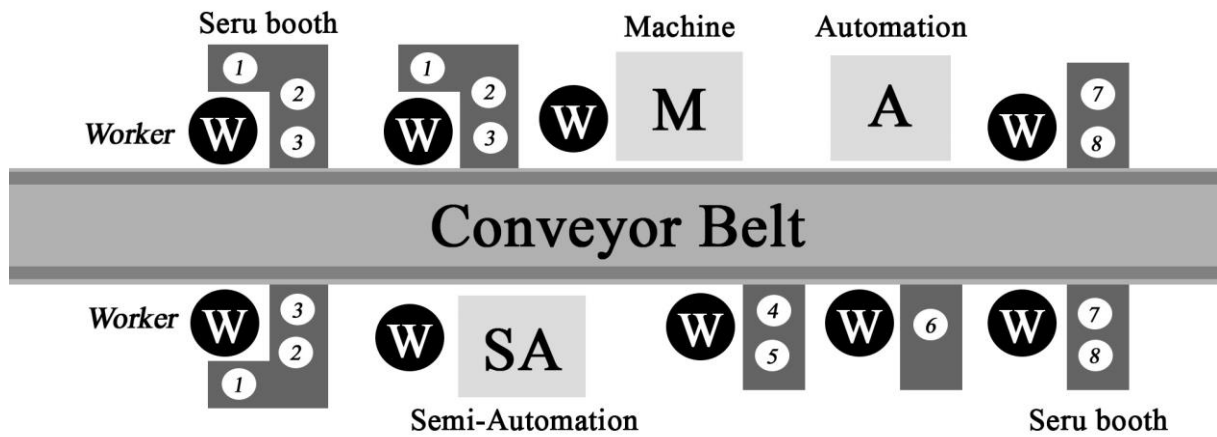 Seru booth Machine Automation
1 1
2 2 7
Worker W W W M A W
3 3 8
Conveyor Belt
Worker W 3 4 6 7
W SA W W W
2 5 8
1
Semi-Automation Seru booth